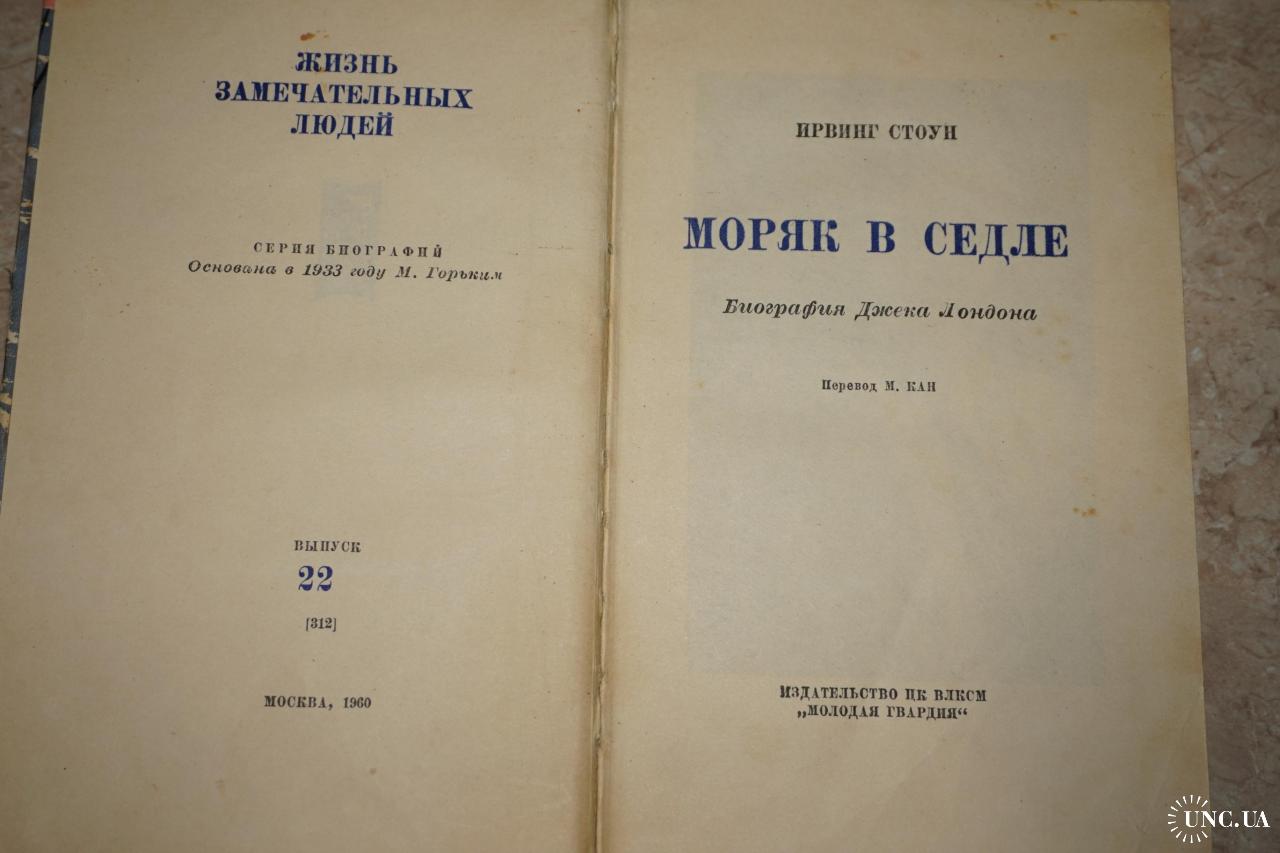 ЖИЗНЬ
ЗАМЕЧАТЕЛЬНЫХ
ЛЮДЕЙ
СЕРИЯ БИОГРАФИЙ
Основана в 1933 году М. Горьким
ВЫПУСК
22
[312]
МОСКВА, 1960
ИРВИНГ СТОУН
МОРЯК В СЕДЛЕ
Биография Джека Лондона
Перевод М. КАН
ИЗДАТЕЛЬСТВО ЦК ВЛКСМ
„МОЛОДАЯ ГВАРДИЯ“
UNC.UA